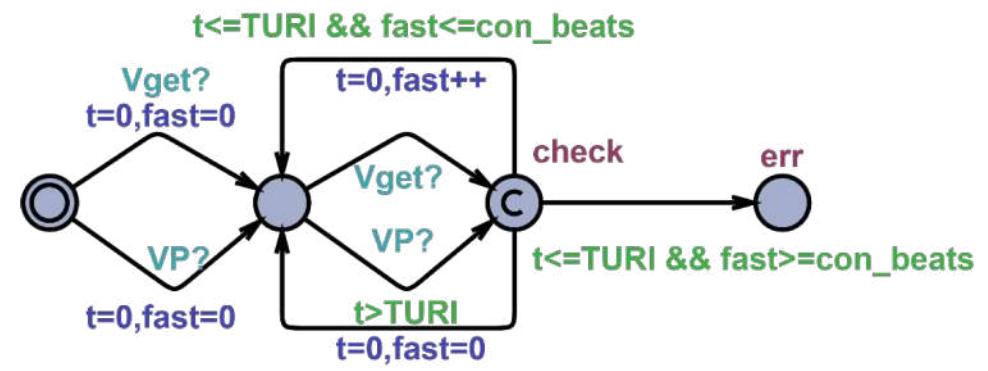 t<=TURI && fast<=con_beats
Vget?
t=0,fast=0
t=0,fast++
check
err
Vget?
C
VP?
VP?
t<=TURI && fast>=con_beats
t=0,fast=0
t>TURI
t=0,fast=0